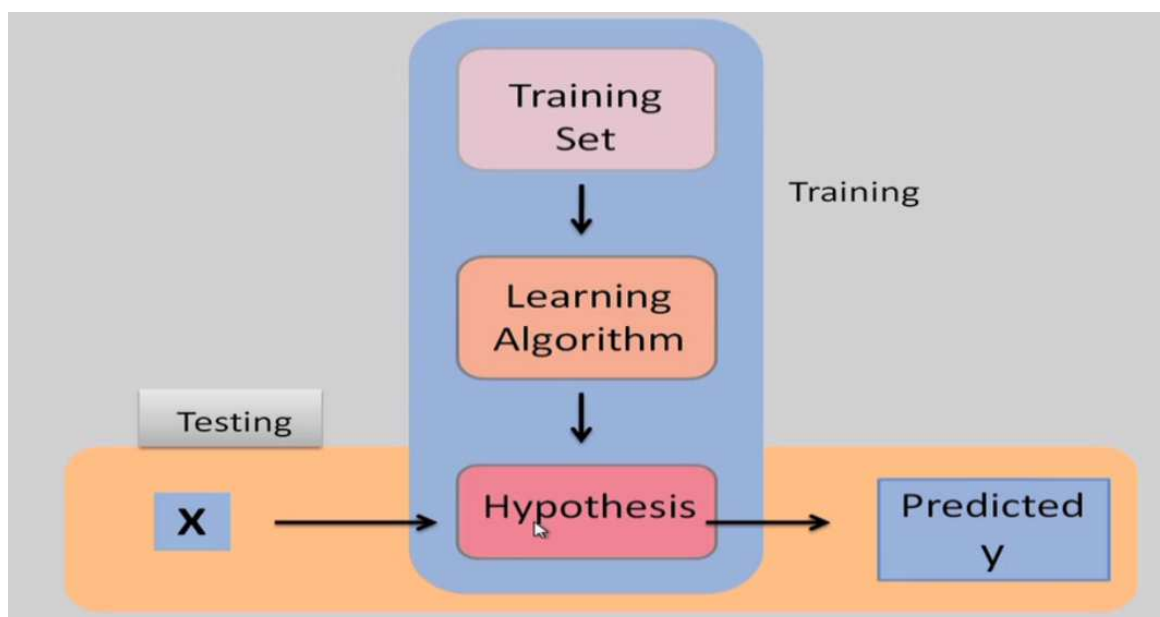 Training
Set
Training
Learning
Algorithm
Testing
X
Hypothesis
Predicted
y